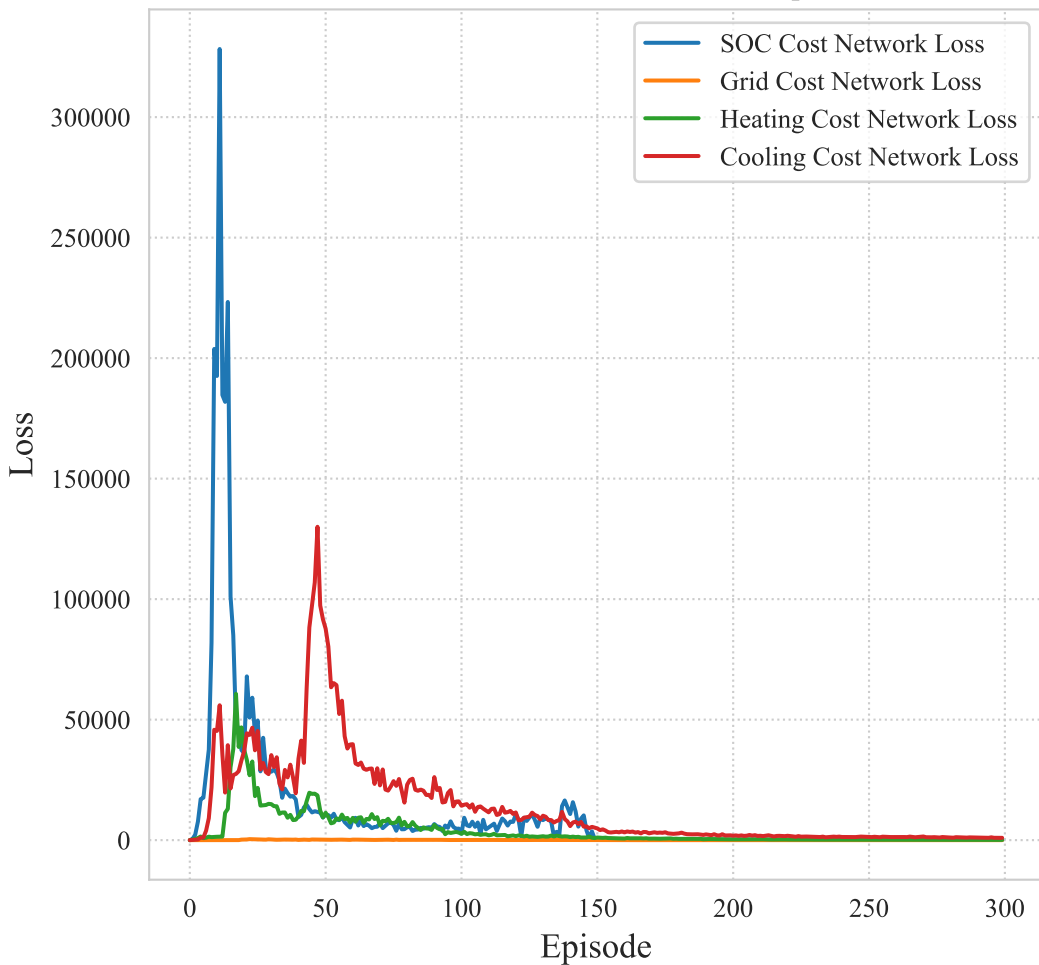 SOC Cost Network Loss
Grid Cost Network Loss
Heating Cost Network Loss
Cooling Cost Network Loss
Loss
300000
250000
200000
150000
100000
50000
0
0 50 100 150 200 250 300
Episode